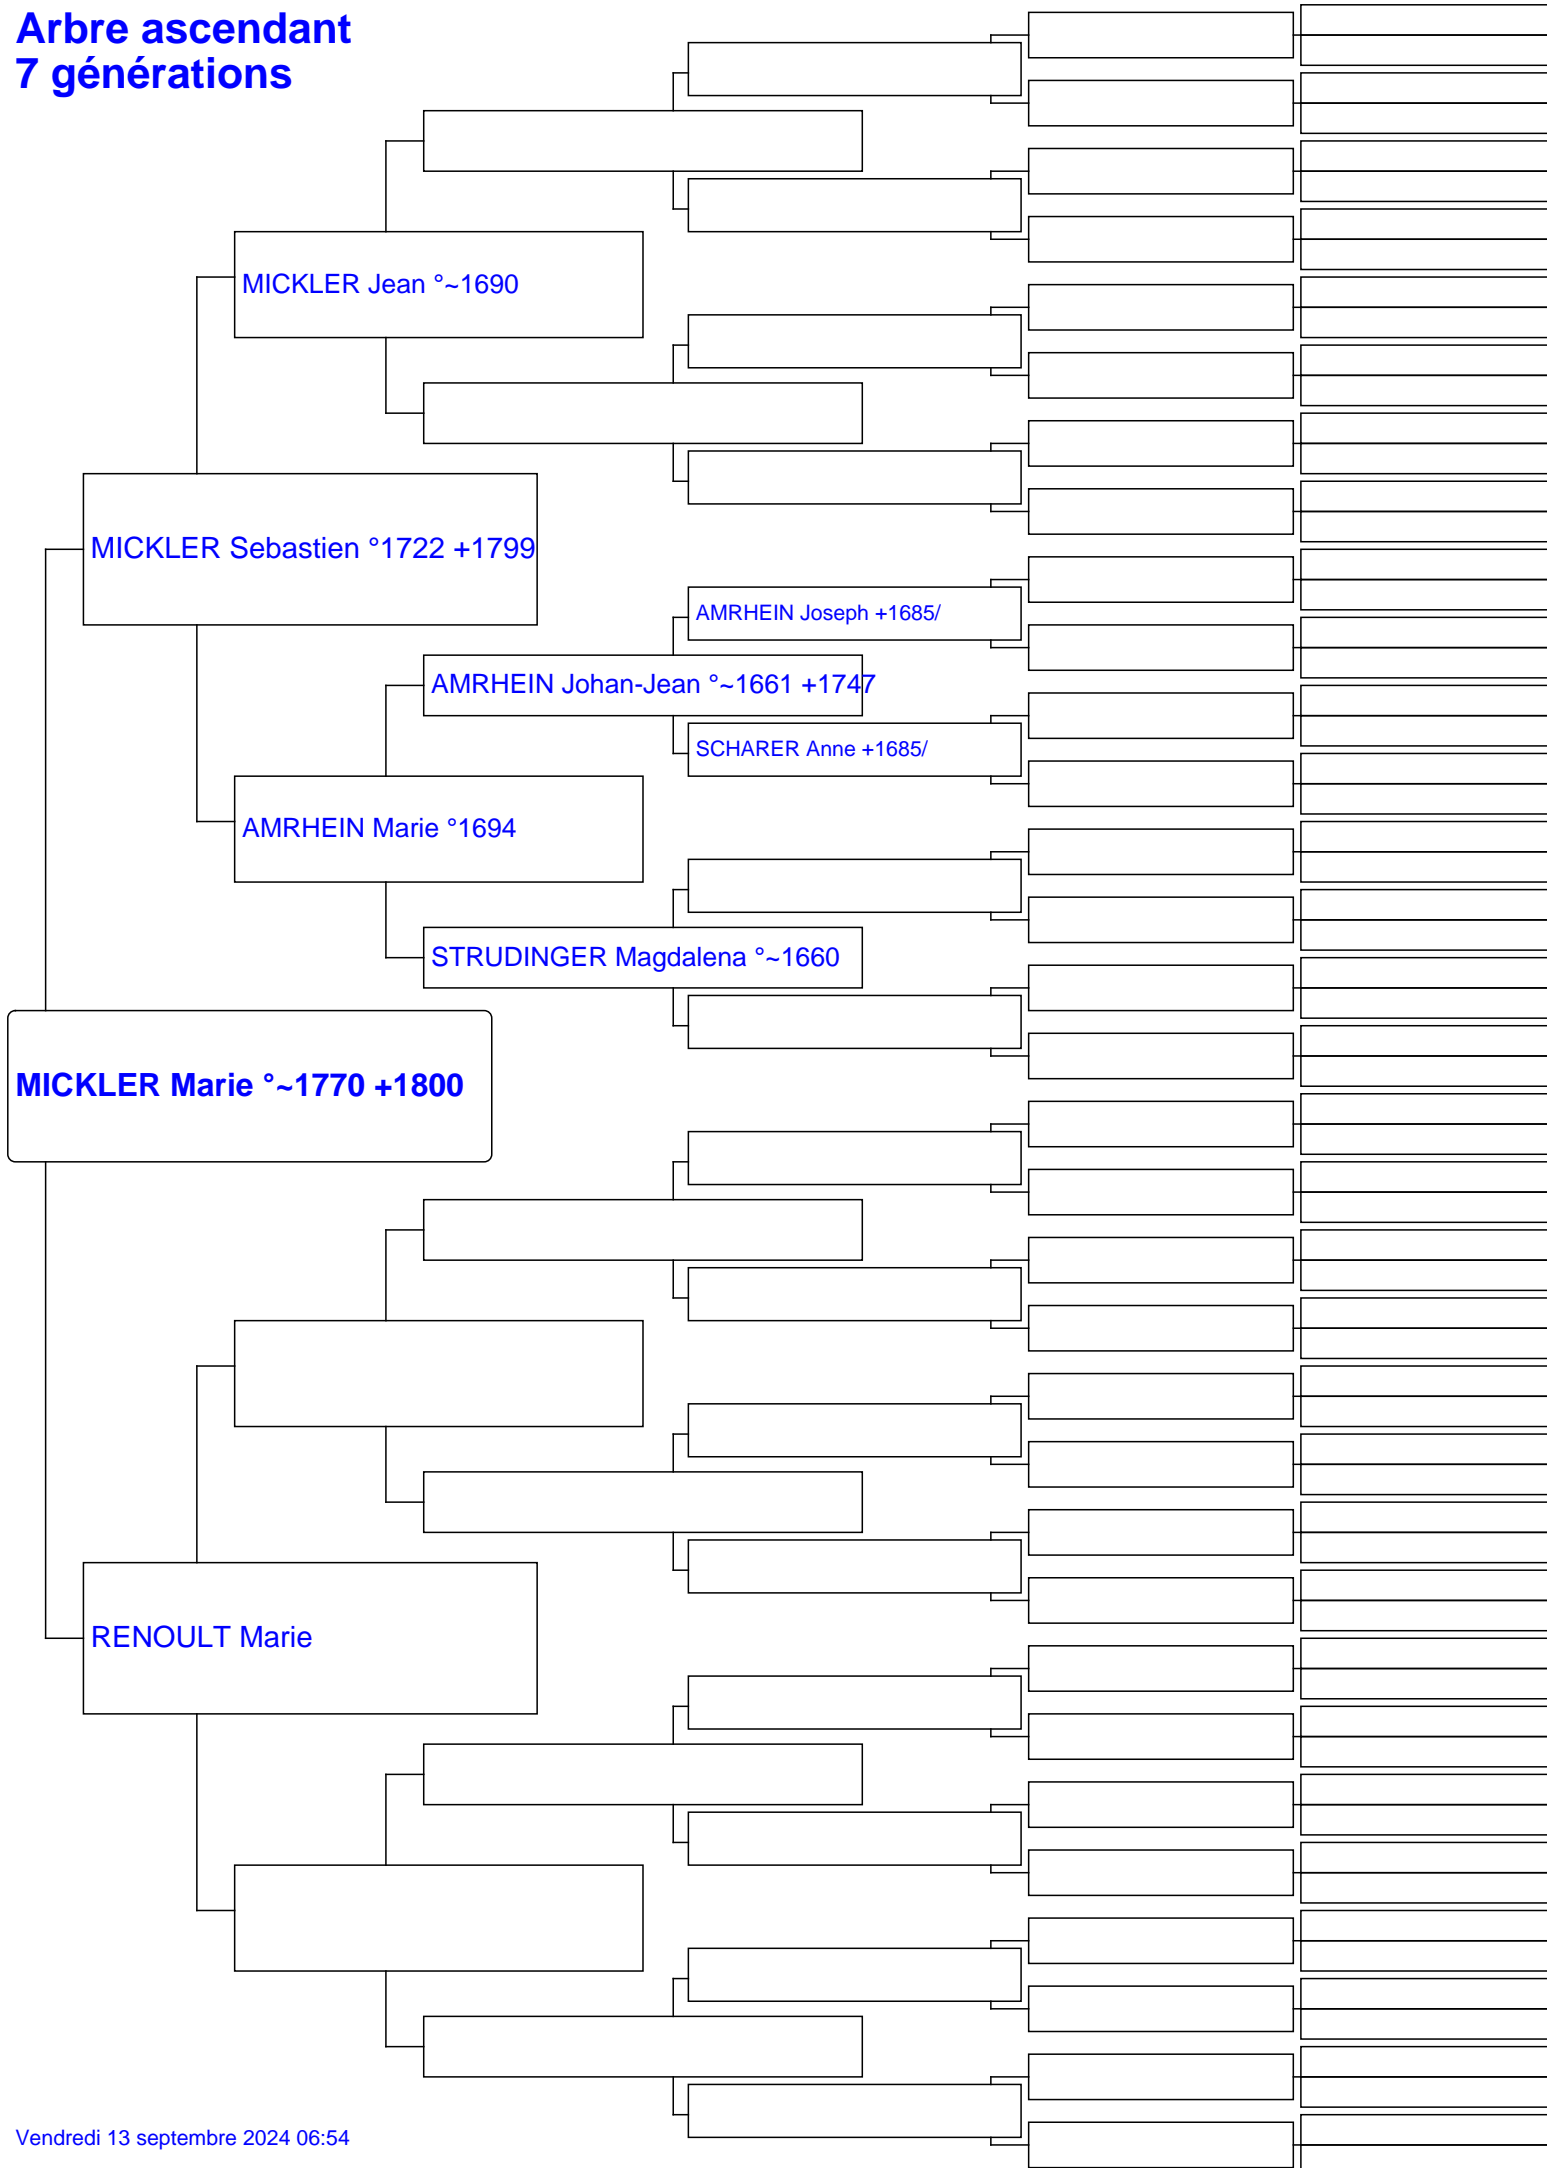 Arbre ascendant
7 générations
MICKLER Jean °~1690
MICKLER Sebastien °1722 +1799
AMRHEIN Joseph +1685/
AMRHEIN Johan-Jean °~1661 +1747
SCHARER Anne +1685/
AMRHEIN Marie °1694
STRUDINGER Magdalena °~1660
MICKLER Marie °~1770 +1800
RENOULT Marie
Vendredi 13 septembre 2024 06:54